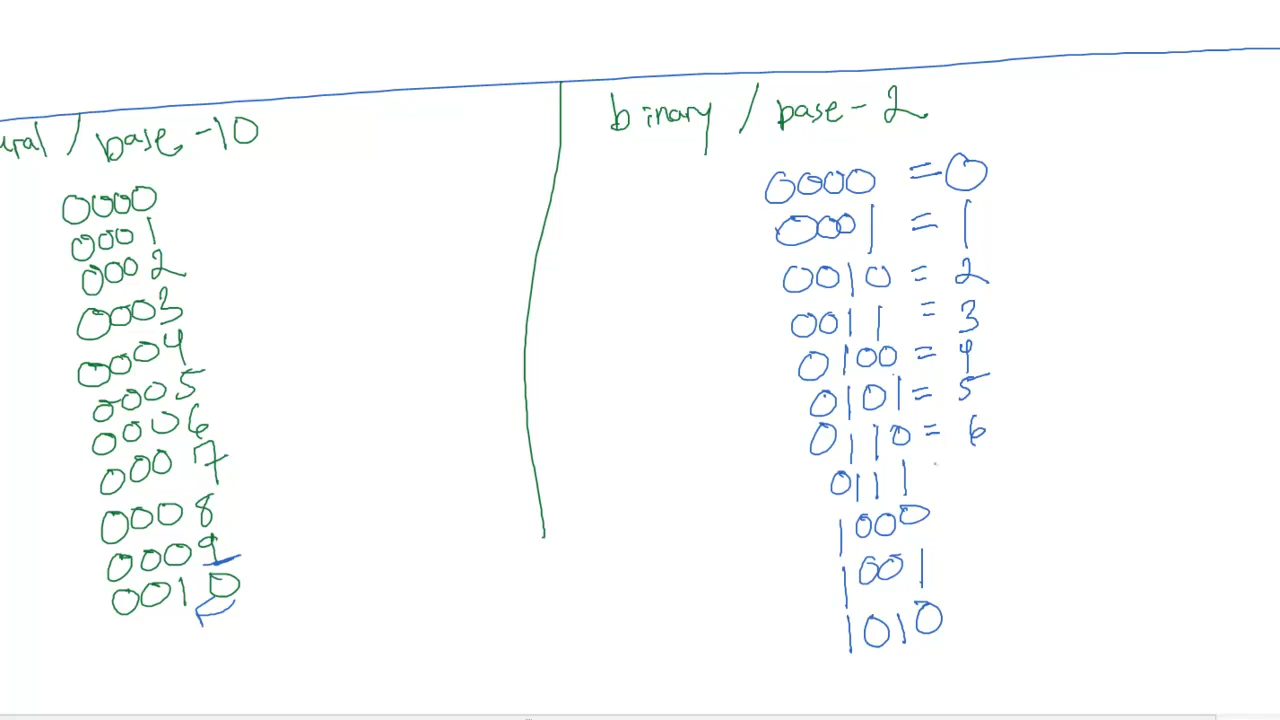 ural / base-10
0000
0001
0002
0003
0004
0005
0006
0007
0008
0009
0010
binary / base-2
0000 = 0
0001 = 1
0010 = 2
0011 = 3
0100 = 4
0101 = 5
0110 = 6
0111
1000
1001
1010